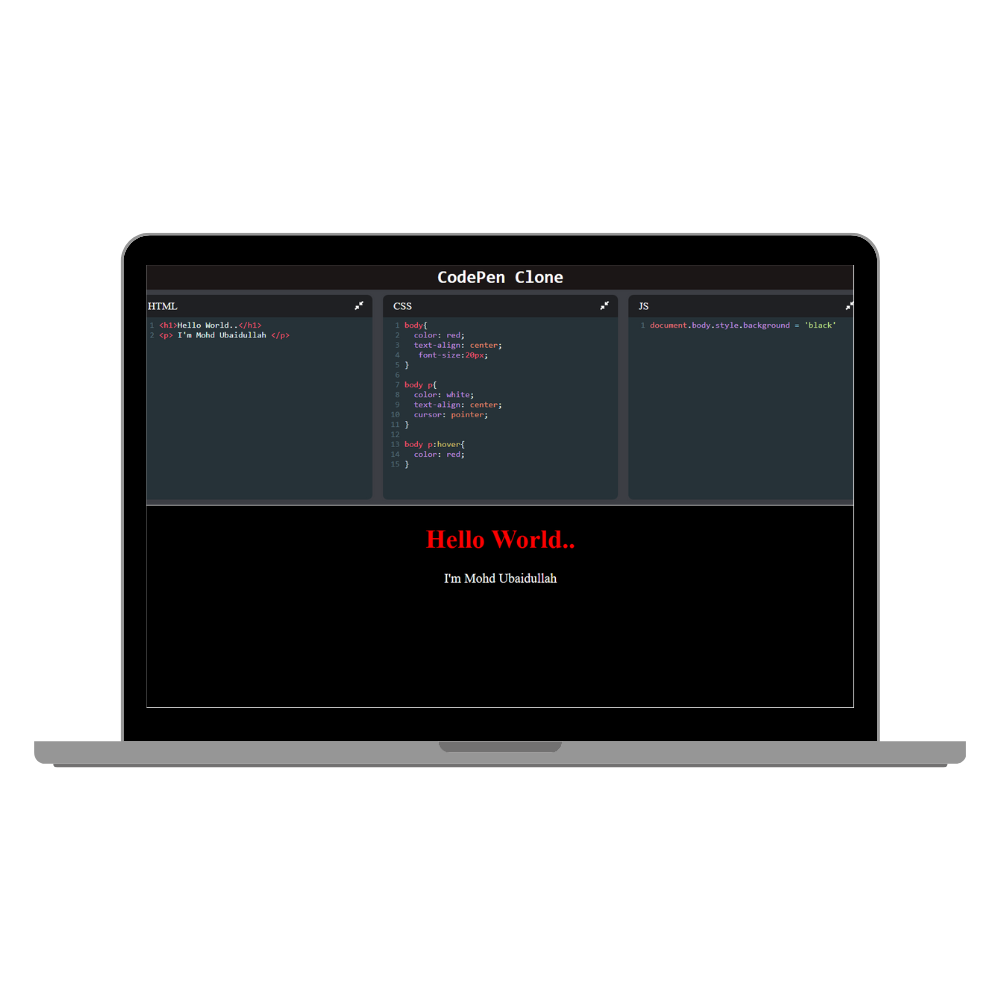 CodePen Clone
HTML
1 <h1>Hello World..</h1>
2 <p> I'm Mohd Ubaidullah </p>
CSS
1 body{
2   color: red;
3   text-align: center;
4    font-size:20px;
5 }
6
7 body p{
8   color: white;
9   text-align: center;
10   cursor: pointer;
11 }
12
13 body p:hover{
14   color: red;
15 }
JS
1 document.body.style.background = 'black'
Hello World..
I'm Mohd Ubaidullah